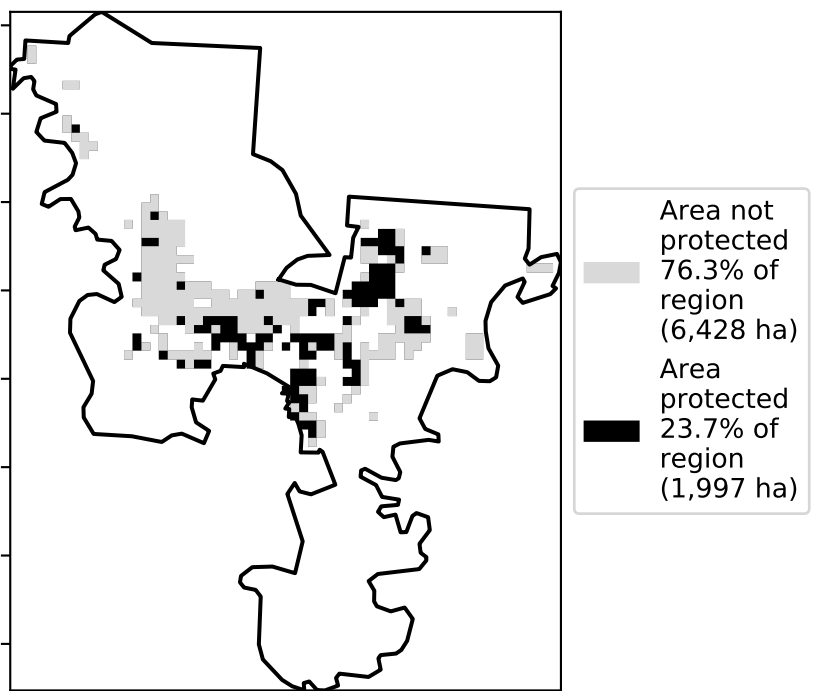 Area not
protected
76.3% of
region
(6,428 ha)
Area
protected
23.7% of
region
(1,997 ha)